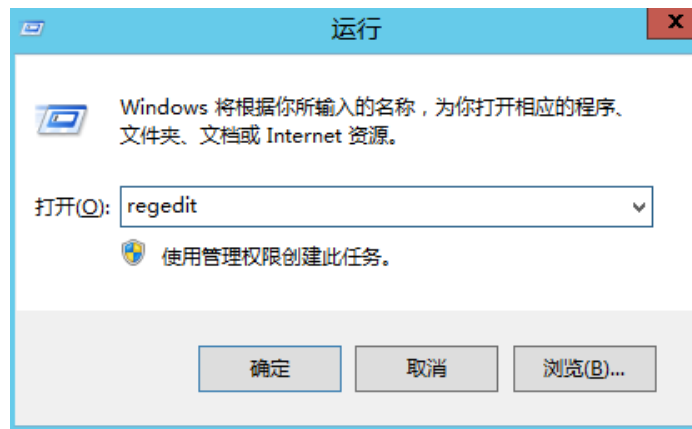 运行
x
Windows 将根据你所输入的名称，为你打开相应的程序、
文件夹、文档或 Internet 资源。
打开(O): regedit
使用管理权限创建此任务。
确定 取消 浏览(B)...